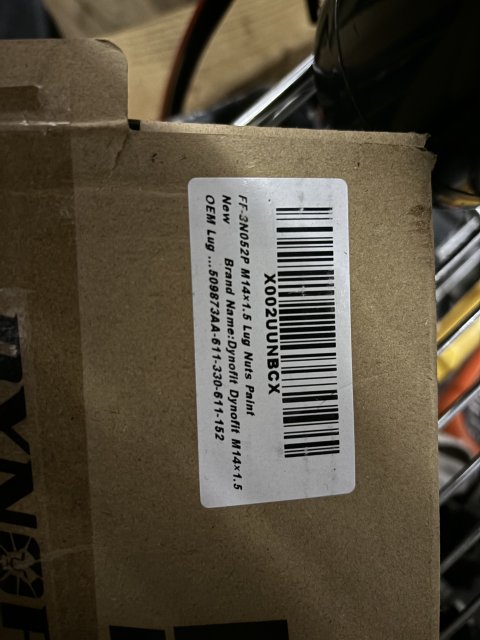 X002UUNBCX
FF-3N052P M14x1.5 Lug Nuts Paint
New Brand Name:Dynofit Dynofit M14x1.5
OEM Lug ...509873AA-611-330-611-152